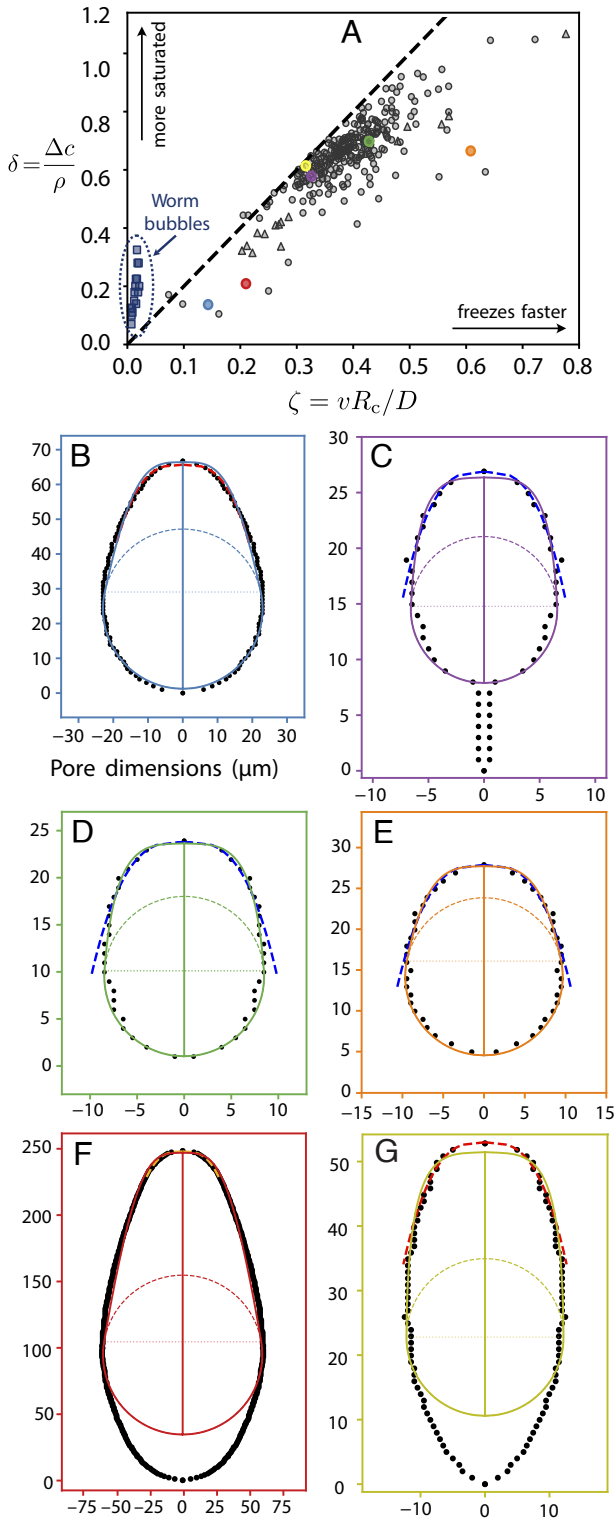 A
1.2
1.0
0.8
0.6
0.4
0.2
0.0
more saturated
δ = Δc/ρ
Worm
bubbles
freezes faster
0.0 0.1 0.2 0.3 0.4 0.5 0.6 0.7 0.8
ζ = vR_c/D
B
70
60
50
40
30
20
10
0
−30 −20 −10 0 10 20 30
Pore dimensions (μm)
C
30
25
20
15
10
5
0
−10 −5 0 5 10
D
25
20
15
10
5
0
−10 −5 0 5 10
E
30
25
20
15
10
5
0
−15 −10 −5 0 5 10 15
F
250
200
150
100
50
0
−75 −50 −25 0 25 50 75
G
50
40
30
20
10
0
−10 0 10